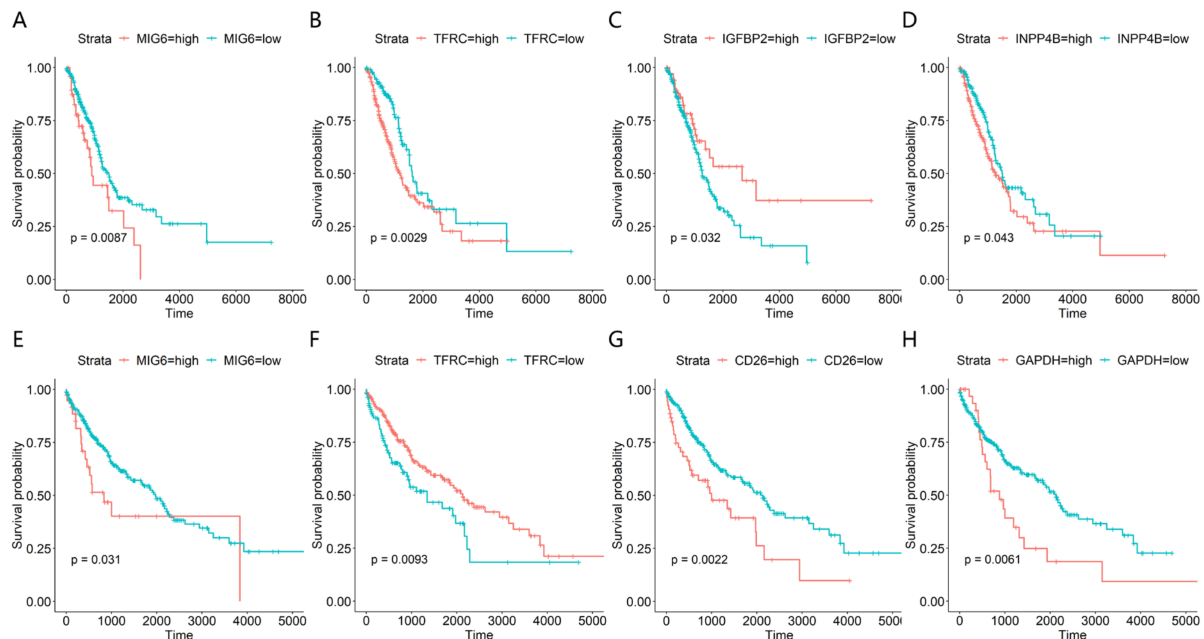 A
Strata MIG6=high MIG6=low
Survival probability
1.00
0.75
0.50
0.25
0.00
p = 0.0087
0 2000 4000 6000 8000
Time
B
Strata TFRC=high TFRC=low
Survival probability
1.00
0.75
0.50
0.25
0.00
p = 0.0029
0 2000 4000 6000 8000
Time
C
Strata IGFBP2=high IGFBP2=low
Survival probability
1.00
0.75
0.50
0.25
0.00
p = 0.032
0 2000 4000 6000 800
Time
D
Strata INPP4B=high INPP4B=low
Survival probability
1.00
0.75
0.50
0.25
0.00
p = 0.043
0 2000 4000 6000 8000
Time
E
Strata MIG6=high MIG6=low
Survival probability
1.00
0.75
0.50
0.25
0.00
p = 0.031
0 1000 2000 3000 4000 5000
Time
F
Strata TFRC=high TFRC=low
Survival probability
1.00
0.75
0.50
0.25
0.00
p = 0.0093
0 1000 2000 3000 4000 5000
Time
G
Strata CD26=high CD26=low
Survival probability
1.00
0.75
0.50
0.25
0.00
p = 0.0022
0 1000 2000 3000 4000 500
Time
H
Strata GAPDH=high GAPDH=low
Survival probability
1.00
0.75
0.50
0.25
0.00
p = 0.0061
0 1000 2000 3000 4000 5000
Time